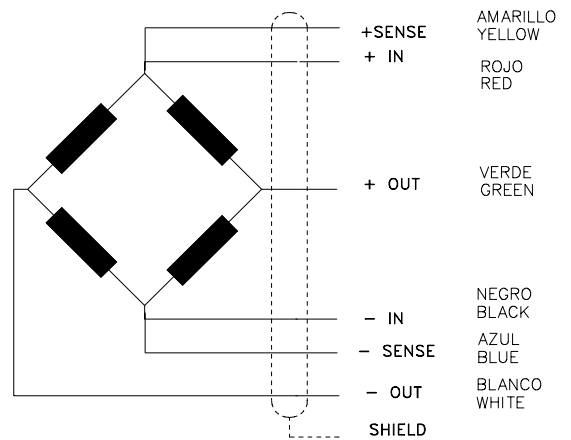 +SENSE AMARILLO
YELLOW
+ IN ROJO
RED
+ OUT VERDE
GREEN
- IN NEGRO
BLACK
- SENSE AZUL
BLUE
- OUT BLANCO
WHITE
SHIELD